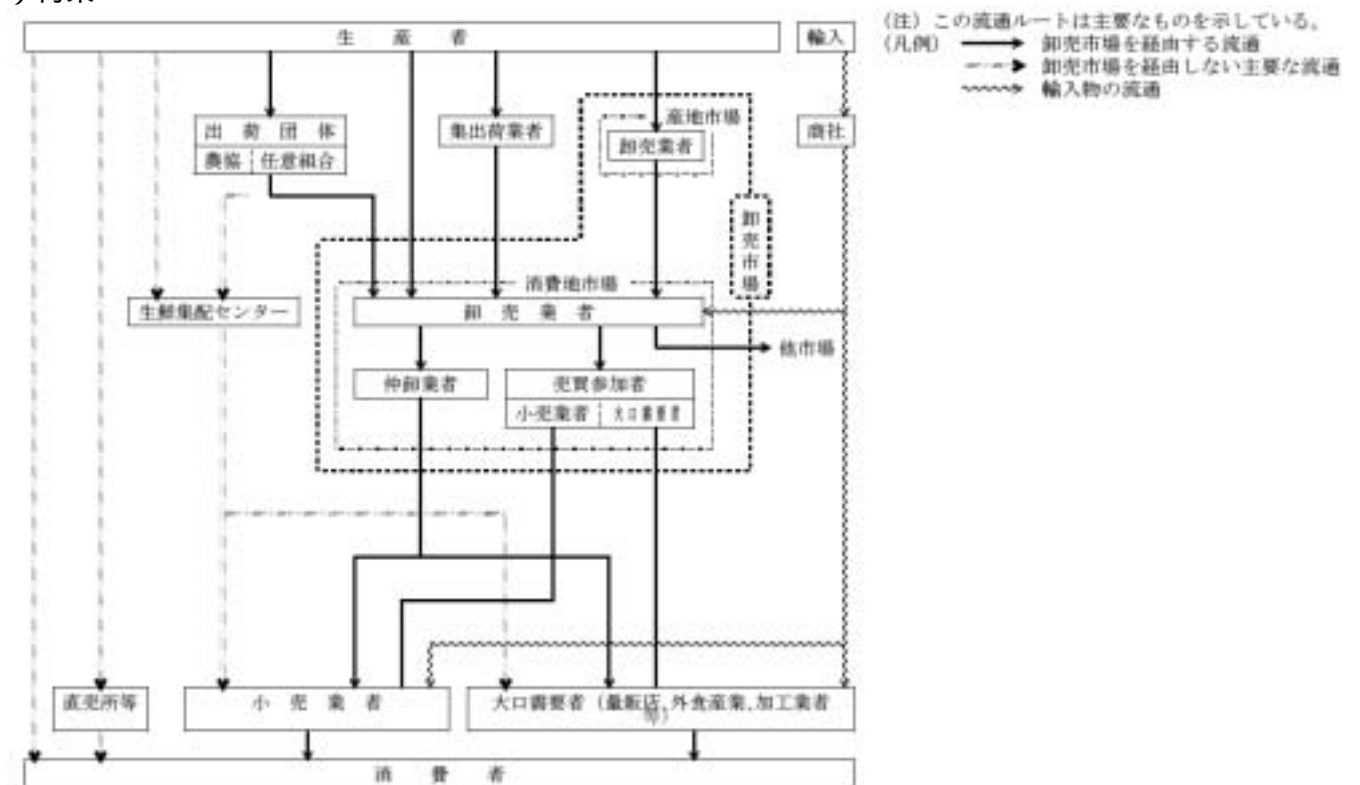 生産者
輸入
(注) この流通ルートは主要なものを示している。
(凡例) 卸売市場を経由する流通
卸売市場を経由しない主要な流通
輸入物の流通
産地市場
出荷団体
集出荷業者
商社
卸売業者
農協 任意組合
卸売市場
消費地市場
生鮮集配センター
卸売業者
他市場
仲卸業者
売買参加者
小売業者 大口需要者
直売所等
小売業者
大口需要者 (量販店、外食産業、加工業者
等)
消費者